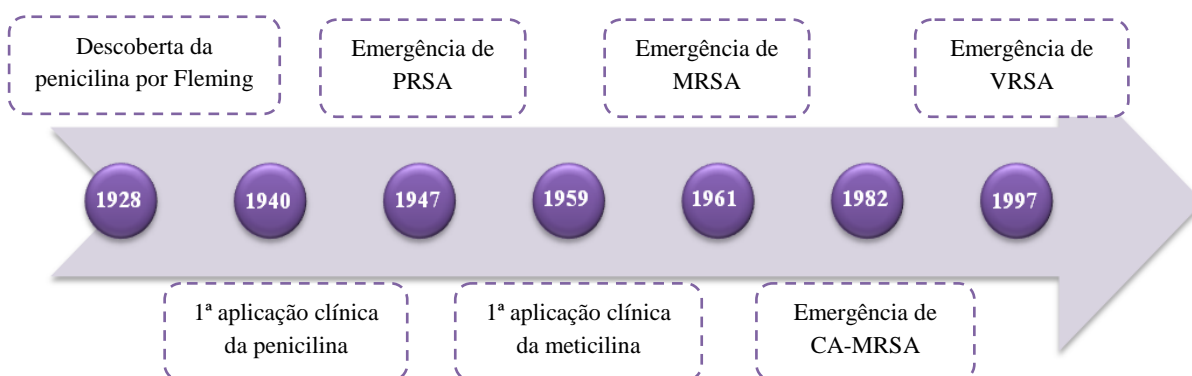 Descoberta da
penicilina por Fleming
Emergência de
PRSA
Emergência de
MRSA
Emergência de
VRSA
1928
1940
1947
1959
1961
1982
1997
1ª aplicação clínica
da penicilina
1ª aplicação clínica
da meticilina
Emergência de
CA-MRSA